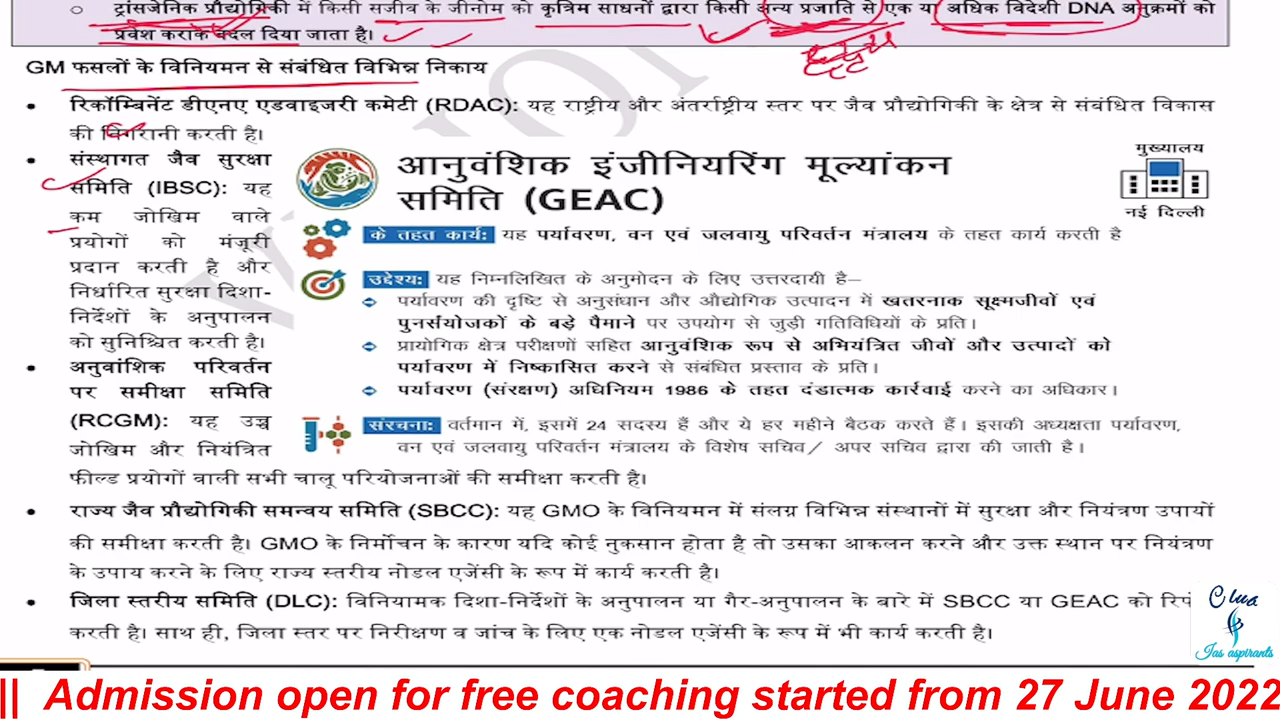 ट्रांसजेनिक प्रौद्योगिकी में किसी सजीव के जीनोम को कृत्रिम साधनों द्वारा किसी अन्य प्रजाति से एक या अधिक विदेशी DNA अनुक्रमों को
प्रवेश कराके बदल दिया जाता है।
GM फसलों के विनियमन से संबंधित विभिन्न निकाय
• रिकॉम्बिनेंट डीएनए एडवाइजरी कमेटी (RDAC): यह राष्ट्रीय और अंतर्राष्ट्रीय स्तर पर जैव प्रौद्योगिकी के क्षेत्र से संबंधित विकास
की निगरानी करती है।
• संस्थागत जैव सुरक्षा
समिति (IBSC): यह
कम जोखिम वाले
प्रयोगों को मंजूरी
प्रदान करती है और
निर्धारित सुरक्षा दिशा-
निर्देशों के अनुपालन
को सुनिश्चित करती है।
• अनुवांशिक परिवर्तन
पर समीक्षा समिति
(RCGM): यह उच्च
जोखिम और नियंत्रित
फील्ड प्रयोगों वाली सभी चालू परियोजनाओं की समीक्षा करती है।
आनुवंशिक इंजीनियरिंग मूल्यांकन
समिति (GEAC)
मुख्यालय
नई दिल्ली
के तहत कार्य: यह पर्यावरण, वन एवं जलवायु परिवर्तन मंत्रालय के तहत कार्य करती है
उद्देश्य: यह निम्नलिखित के अनुमोदन के लिए उत्तरदायी है–
पर्यावरण की दृष्टि से अनुसंधान और औद्योगिक उत्पादन में खतरनाक सूक्ष्मजीवों एवं
पुनर्संयोजकों के बड़े पैमाने पर उपयोग से जुड़ी गतिविधियों के प्रति।
प्रायोगिक क्षेत्र परीक्षणों सहित आनुवंशिक रूप से अभियंत्रित जीवों और उत्पादों को
पर्यावरण में निष्कासित करने से संबंधित प्रस्ताव के प्रति।
पर्यावरण (संरक्षण) अधिनियम 1986 के तहत दंडात्मक कार्रवाई करने का अधिकार।
संरचना: वर्तमान में, इसमें 24 सदस्य हैं और ये हर महीने बैठक करते हैं। इसकी अध्यक्षता पर्यावरण,
वन एवं जलवायु परिवर्तन मंत्रालय के विशेष सचिव/ अपर सचिव द्वारा की जाती है।
• राज्य जैव प्रौद्योगिकी समन्वय समिति (SBCC): यह GMO के विनियमन में संलग्न विभिन्न संस्थानों में सुरक्षा और नियंत्रण उपायों
की समीक्षा करती है। GMO के निर्मोचन के कारण यदि कोई नुकसान होता है तो उसका आकलन करने और उक्त स्थान पर नियंत्रण
के उपाय करने के लिए राज्य स्तरीय नोडल एजेंसी के रूप में कार्य करती है।
• जिला स्तरीय समिति (DLC): विनियामक दिशा-निर्देशों के अनुपालन या गैर-अनुपालन के बारे में SBCC या GEAC को
करती है। साथ ही, जिला स्तर पर निरीक्षण व जांच के लिए एक नोडल एजेंसी के रूप में भी कार्य करती है।
Ias aspirants
|| Admission open for free coaching started from 27 June 2022